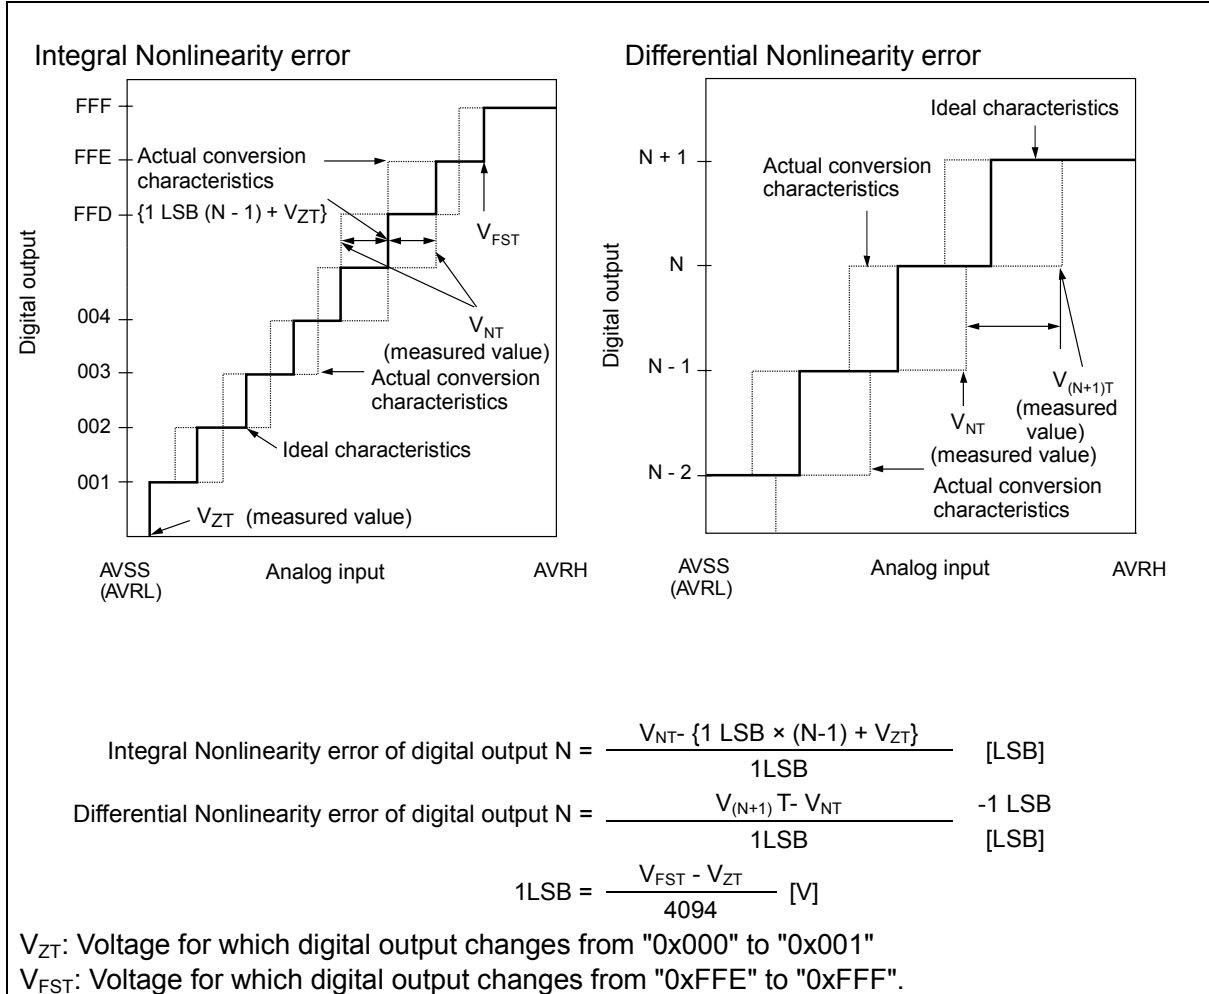 Integral Nonlinearity error
FFF
FFE
FFD
004
003
002
001
Digital output
Actual conversion
characteristics
{1 LSB (N - 1) + VZT}
VFST
VNT
(measured value)
Actual conversion
characteristics
Ideal characteristics
VZT (measured value)
AVSS
(AVRL)
Analog input
AVRH
Differential Nonlinearity error
N + 1
N
N - 1
N - 2
Digital output
Ideal characteristics
Actual conversion
characteristics
V(N+1)T
(measured
value)
VNT
(measured value)
Actual conversion
characteristics
AVSS
(AVRL)
Analog input
AVRH
Integral Nonlinearity error of digital output N =
VNT- {1 LSB × (N-1) + VZT}
1LSB
[LSB]
Differential Nonlinearity error of digital output N =
V(N+1) T- VNT
1LSB
-1 LSB
[LSB]
1LSB =
VFST - VZT
4094
[V]
VZT: Voltage for which digital output changes from "0x000" to "0x001"
VFST: Voltage for which digital output changes from "0xFFE" to "0xFFF".